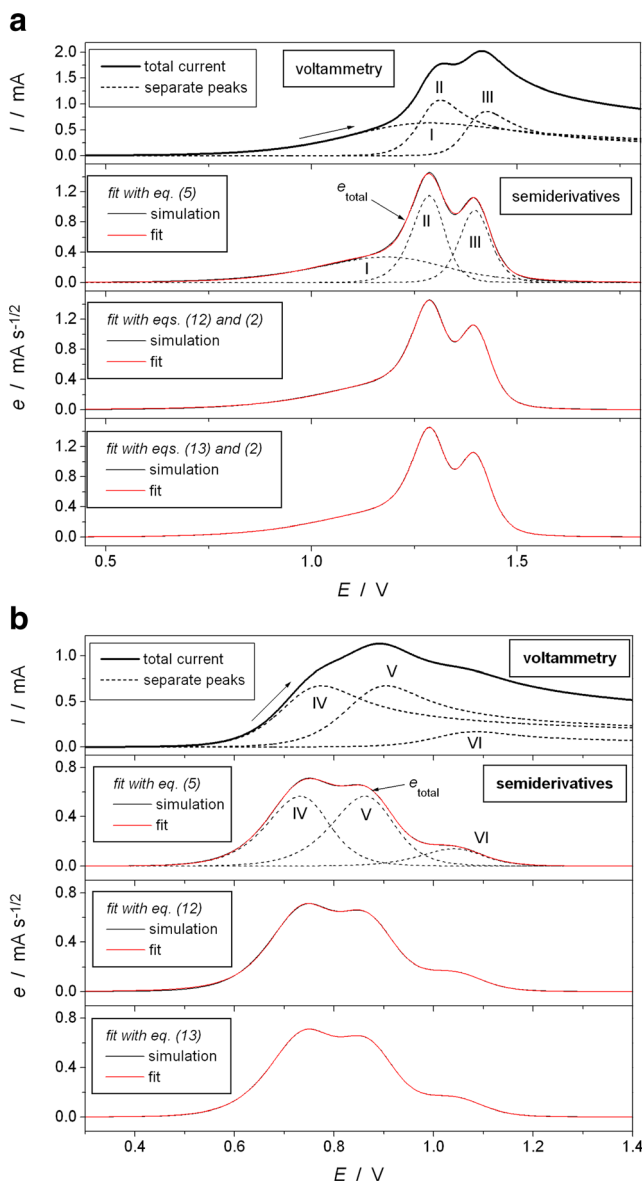 a
I / mA
2.0
1.5
1.0
0.5
0.0
total current
separate peaks
voltammetry
II
III
I
e / mA s-1/2
1.2
0.8
0.4
0.0
fit with eq. (5)
simulation
fit
e total
semiderivatives
I
II
III
1.2
0.8
0.4
0.0
fit with eqs. (12) and (2)
simulation
fit
1.2
0.8
0.4
0.0
fit with eqs. (13) and (2)
simulation
fit
0.5
1.0
1.5
E / V
b
I / mA
1.0
0.5
0.0
total current
separate peaks
voltammetry
IV
V
VI
e / mA s-1/2
0.8
0.4
0.0
fit with eq. (5)
simulation
fit
e total
semiderivatives
IV
V
VI
0.8
0.4
0.0
fit with eq. (12)
simulation
fit
0.8
0.4
0.0
fit with eq. (13)
simulation
fit
0.4
0.6
0.8
1.0
1.2
1.4
E / V